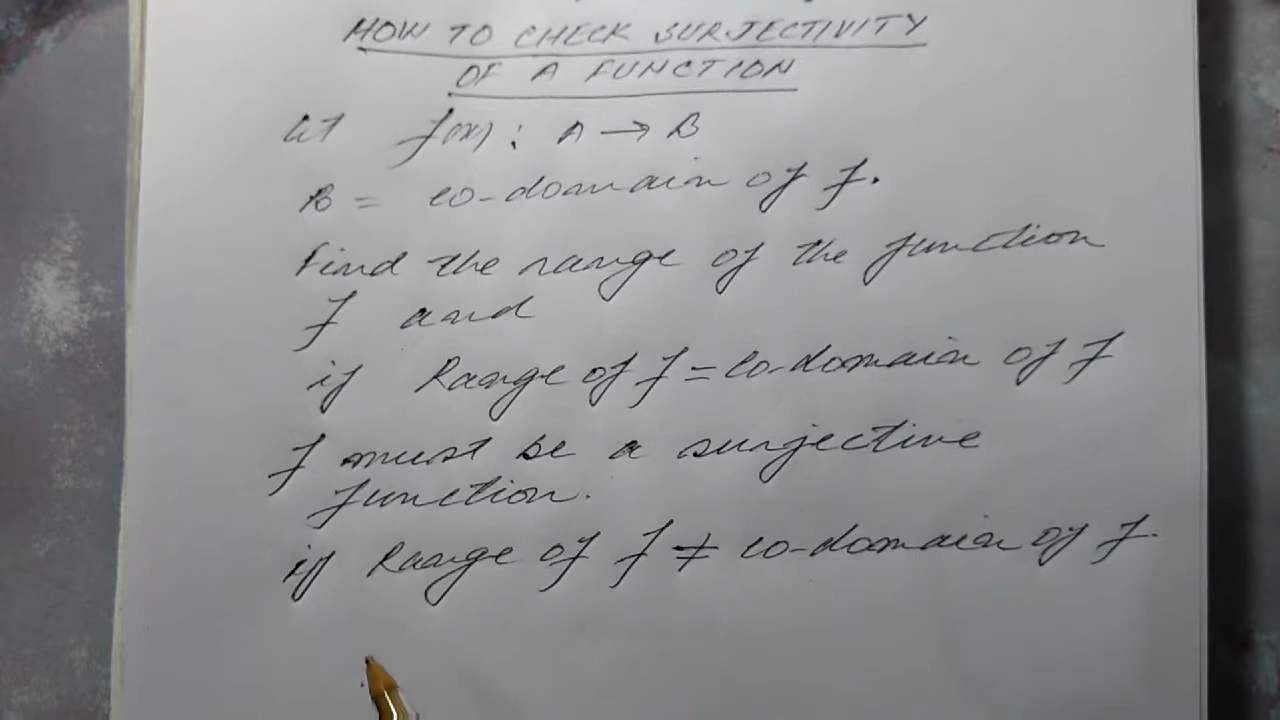 HOW TO CHECK SURJECTIVITY
OF A FUNCTION
Let f(x) : A → B
B = co-domain of f.
Find the range of the function
f and
if Range of f = co-domain of f
f must be a surjective
function.
if Range of f ≠ co-domain of f.